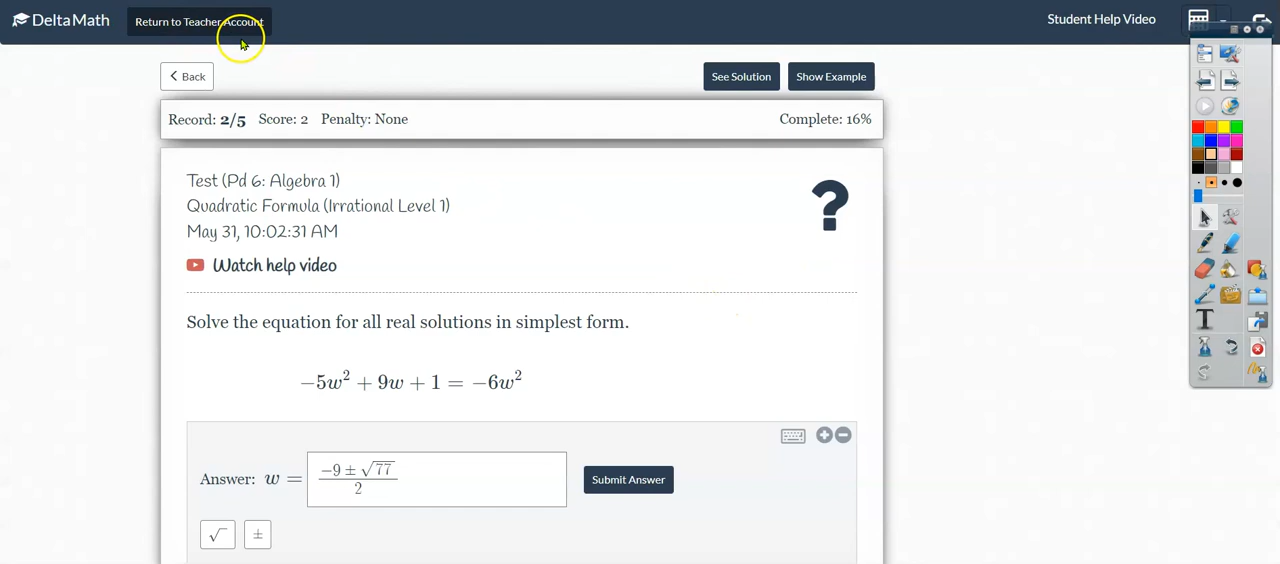 DeltaMath
Return to Teacher Account
Student Help Video
Back
See Solution
Show Example
Record: 2/5 Score: 2 Penalty: None
Complete: 16%
Test (Pd 6: Algebra 1)
Quadratic Formula (Irrational Level 1)
May 31, 10:02:31 AM
?
Watch help video
Solve the equation for all real solutions in simplest form.
−5w² + 9w + 1 = −6w²
Answer: w = (−9 ± √77)/2
Submit Answer
√ ±
T